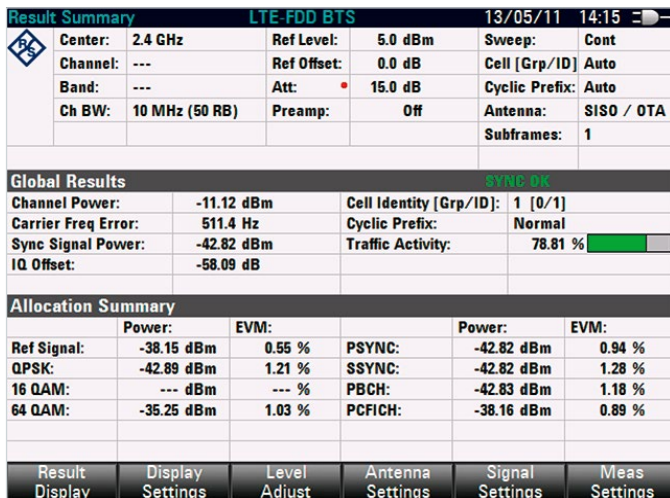 Result Summary LTE-FDD BTS 13/05/11 14:15
R&S
Center: 2.4 GHz Ref Level: 5.0 dBm Sweep: Cont
Channel: --- Ref Offset: 0.0 dB Cell [Grp/ID] Auto
Band: --- Att: 15.0 dB Cyclic Prefix: Auto
Ch BW: 10 MHz (50 RB) Preamp: Off Antenna: SISO / OTA
Subframes: 1
Global Results SYNC OK
Channel Power: -11.12 dBm Cell Identity [Grp/ID]: 1 [0/1]
Carrier Freq Error: 511.4 Hz Cyclic Prefix: Normal
Sync Signal Power: -42.82 dBm Traffic Activity: 78.81 %
IQ Offset: -58.09 dB
Allocation Summary
Power: EVM: Power: EVM:
Ref Signal: -38.15 dBm 0.55 % PSYNC: -42.82 dBm 0.94 %
QPSK: -42.89 dBm 1.21 % SSYNC: -42.82 dBm 1.28 %
16 QAM: --- dBm --- % PBCH: -42.83 dBm 1.18 %
64 QAM: -35.25 dBm 1.03 % PCFICH: -38.16 dBm 0.89 %
Result Display Level Antenna Signal Meas
Display Settings Adjust Settings Settings Settings